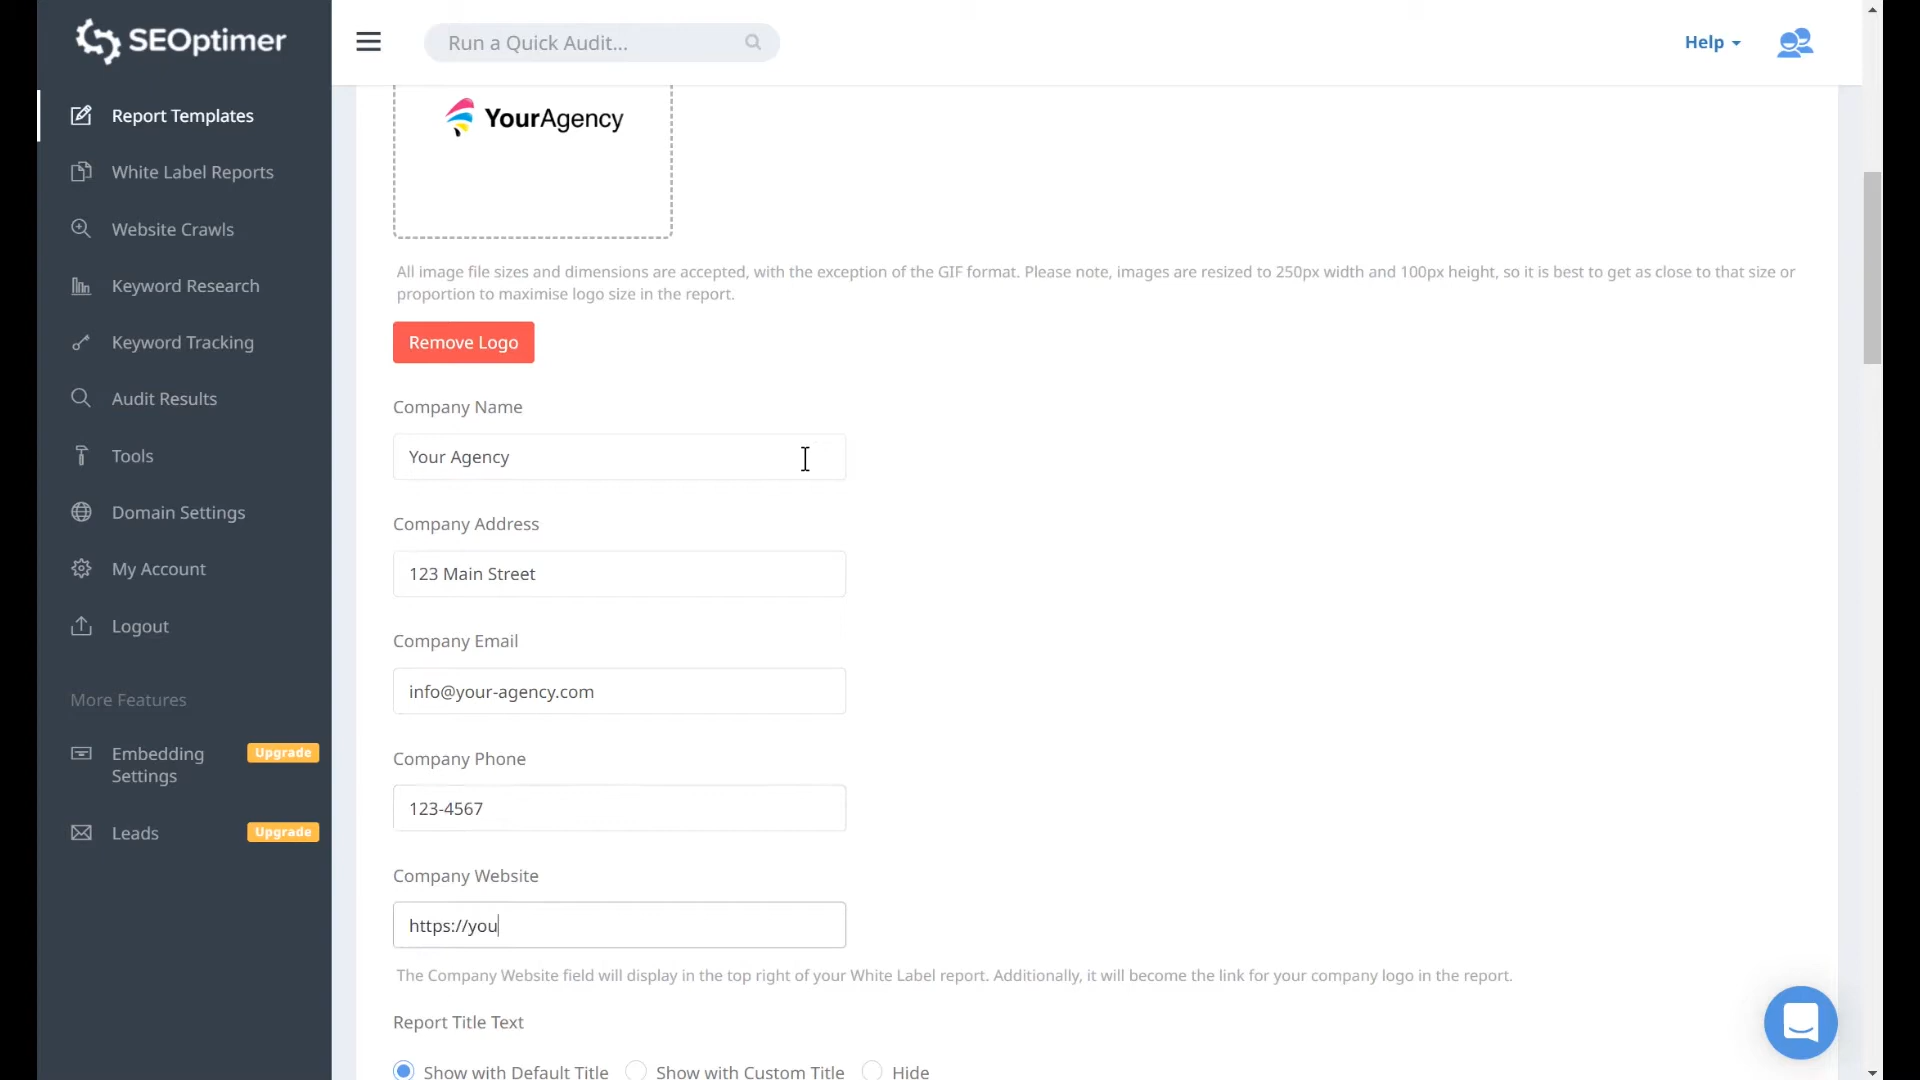 SEOptimer
Run a Quick Audit...
Help
Report Templates
White Label Reports
Website Crawls
Keyword Research
Keyword Tracking
Audit Results
Tools
Domain Settings
My Account
Logout
More Features
Embedding Settings
Upgrade
Leads
Upgrade
YourAgency
All image file sizes and dimensions are accepted, with the exception of the GIF format. Please note, images are resized to 250px width and 100px height, so it is best to get as close to that size or
proportion to maximise logo size in the report.
Remove Logo
Company Name
Your Agency
Company Address
123 Main Street
Company Email
info@your-agency.com
Company Phone
123-4567
Company Website
https://you
The Company Website field will display in the top right of your White Label report. Additionally, it will become the link for your company logo in the report.
Report Title Text
Show with Default Title
Show with Custom Title
Hide